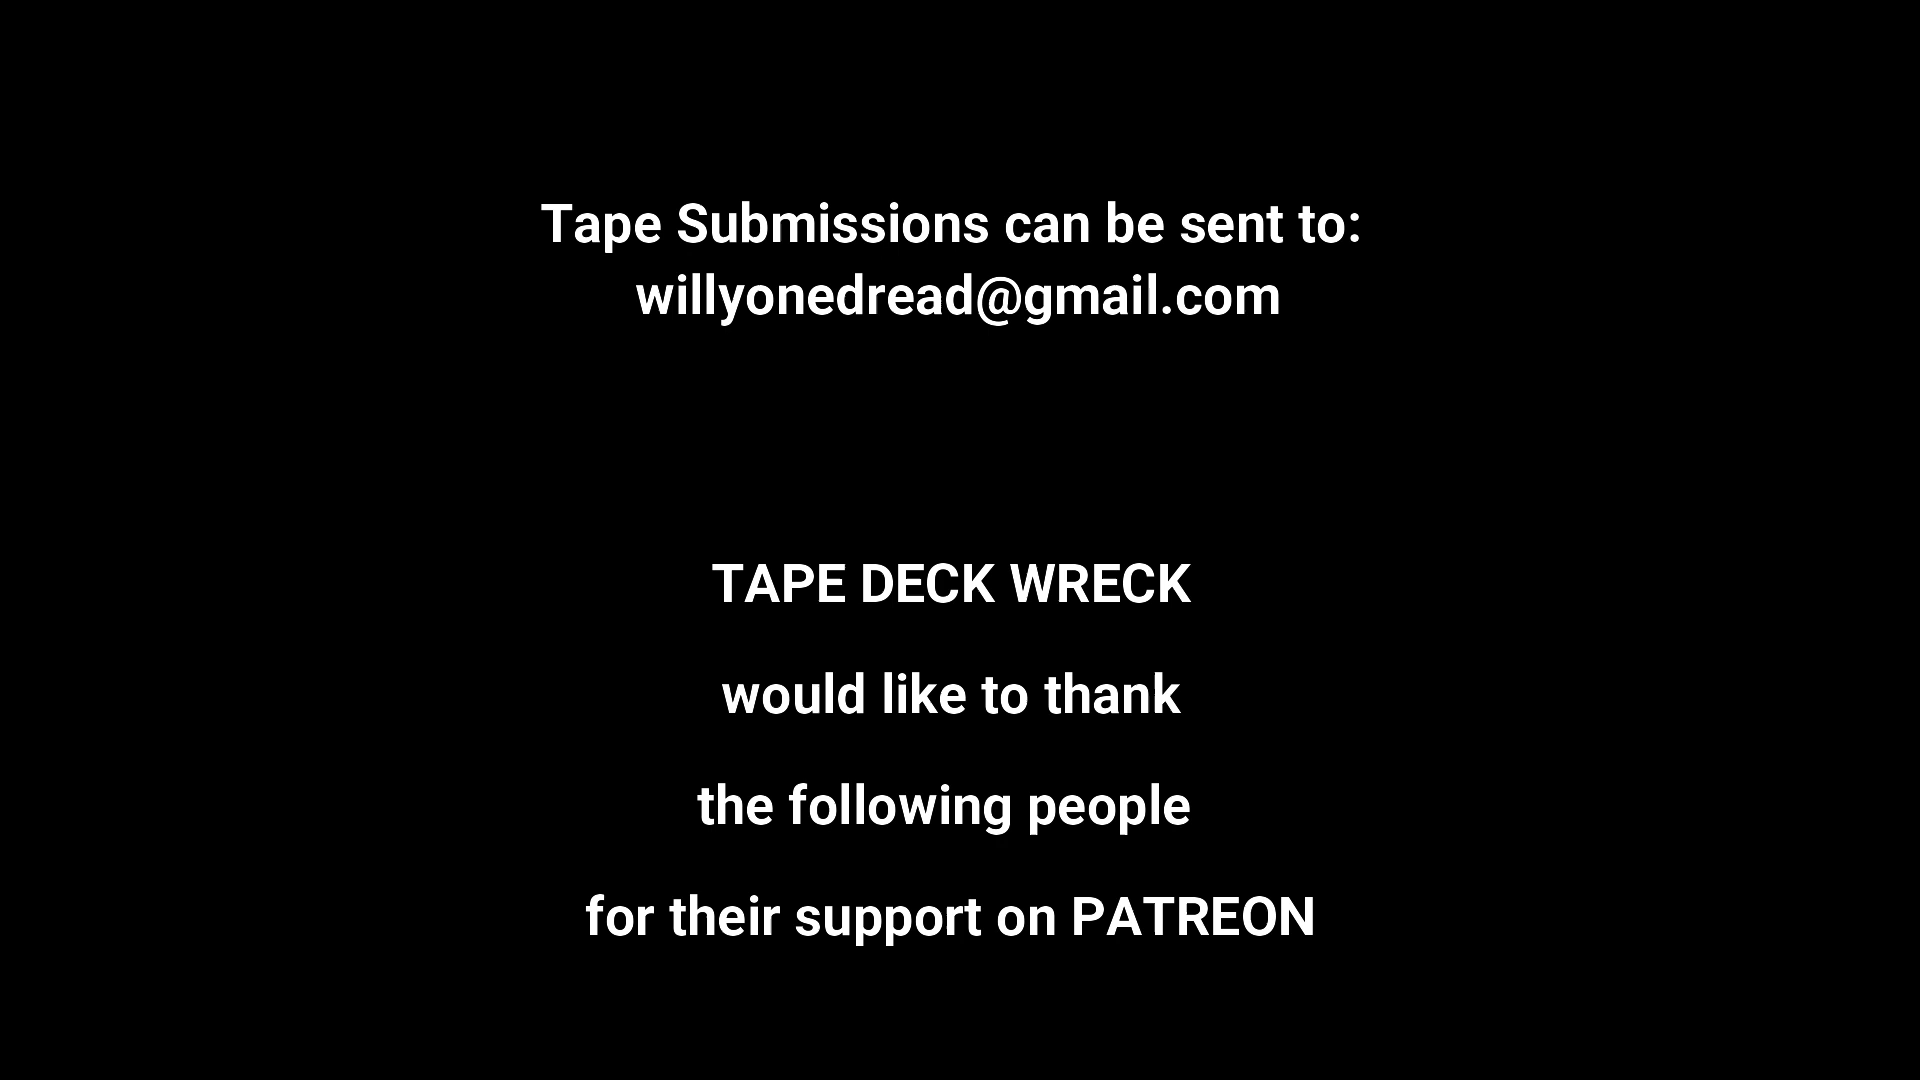 Tape Submissions can be sent to:
willyonedread@gmail.com
TAPE DECK WRECK
would like to thank
the following people
for their support on PATREON